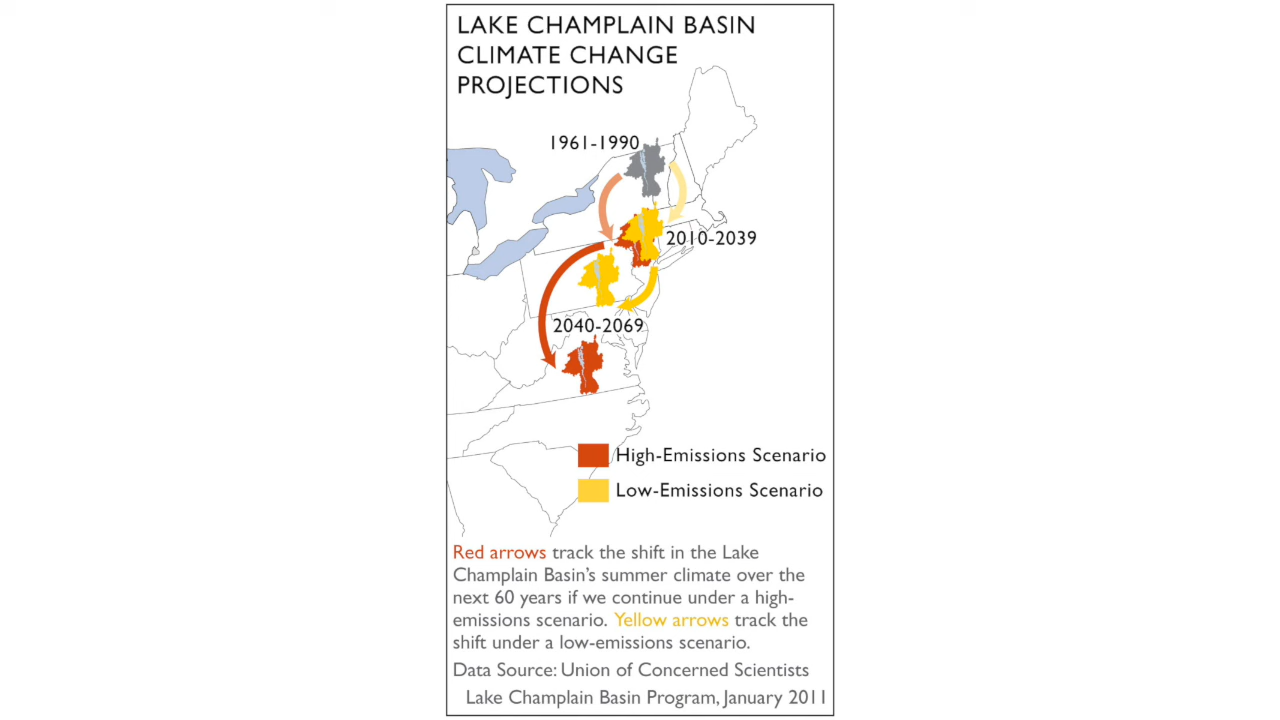 LAKE CHAMPLAIN BASIN
CLIMATE CHANGE
PROJECTIONS
1961-1990
2010-2039
2040-2069
High-Emissions Scenario
Low-Emissions Scenario
Red arrows track the shift in the Lake
Champlain Basin's summer climate over the
next 60 years if we continue under a high-
emissions scenario. Yellow arrows track the
shift under a low-emissions scenario.
Data Source: Union of Concerned Scientists
Lake Champlain Basin Program, January 2011